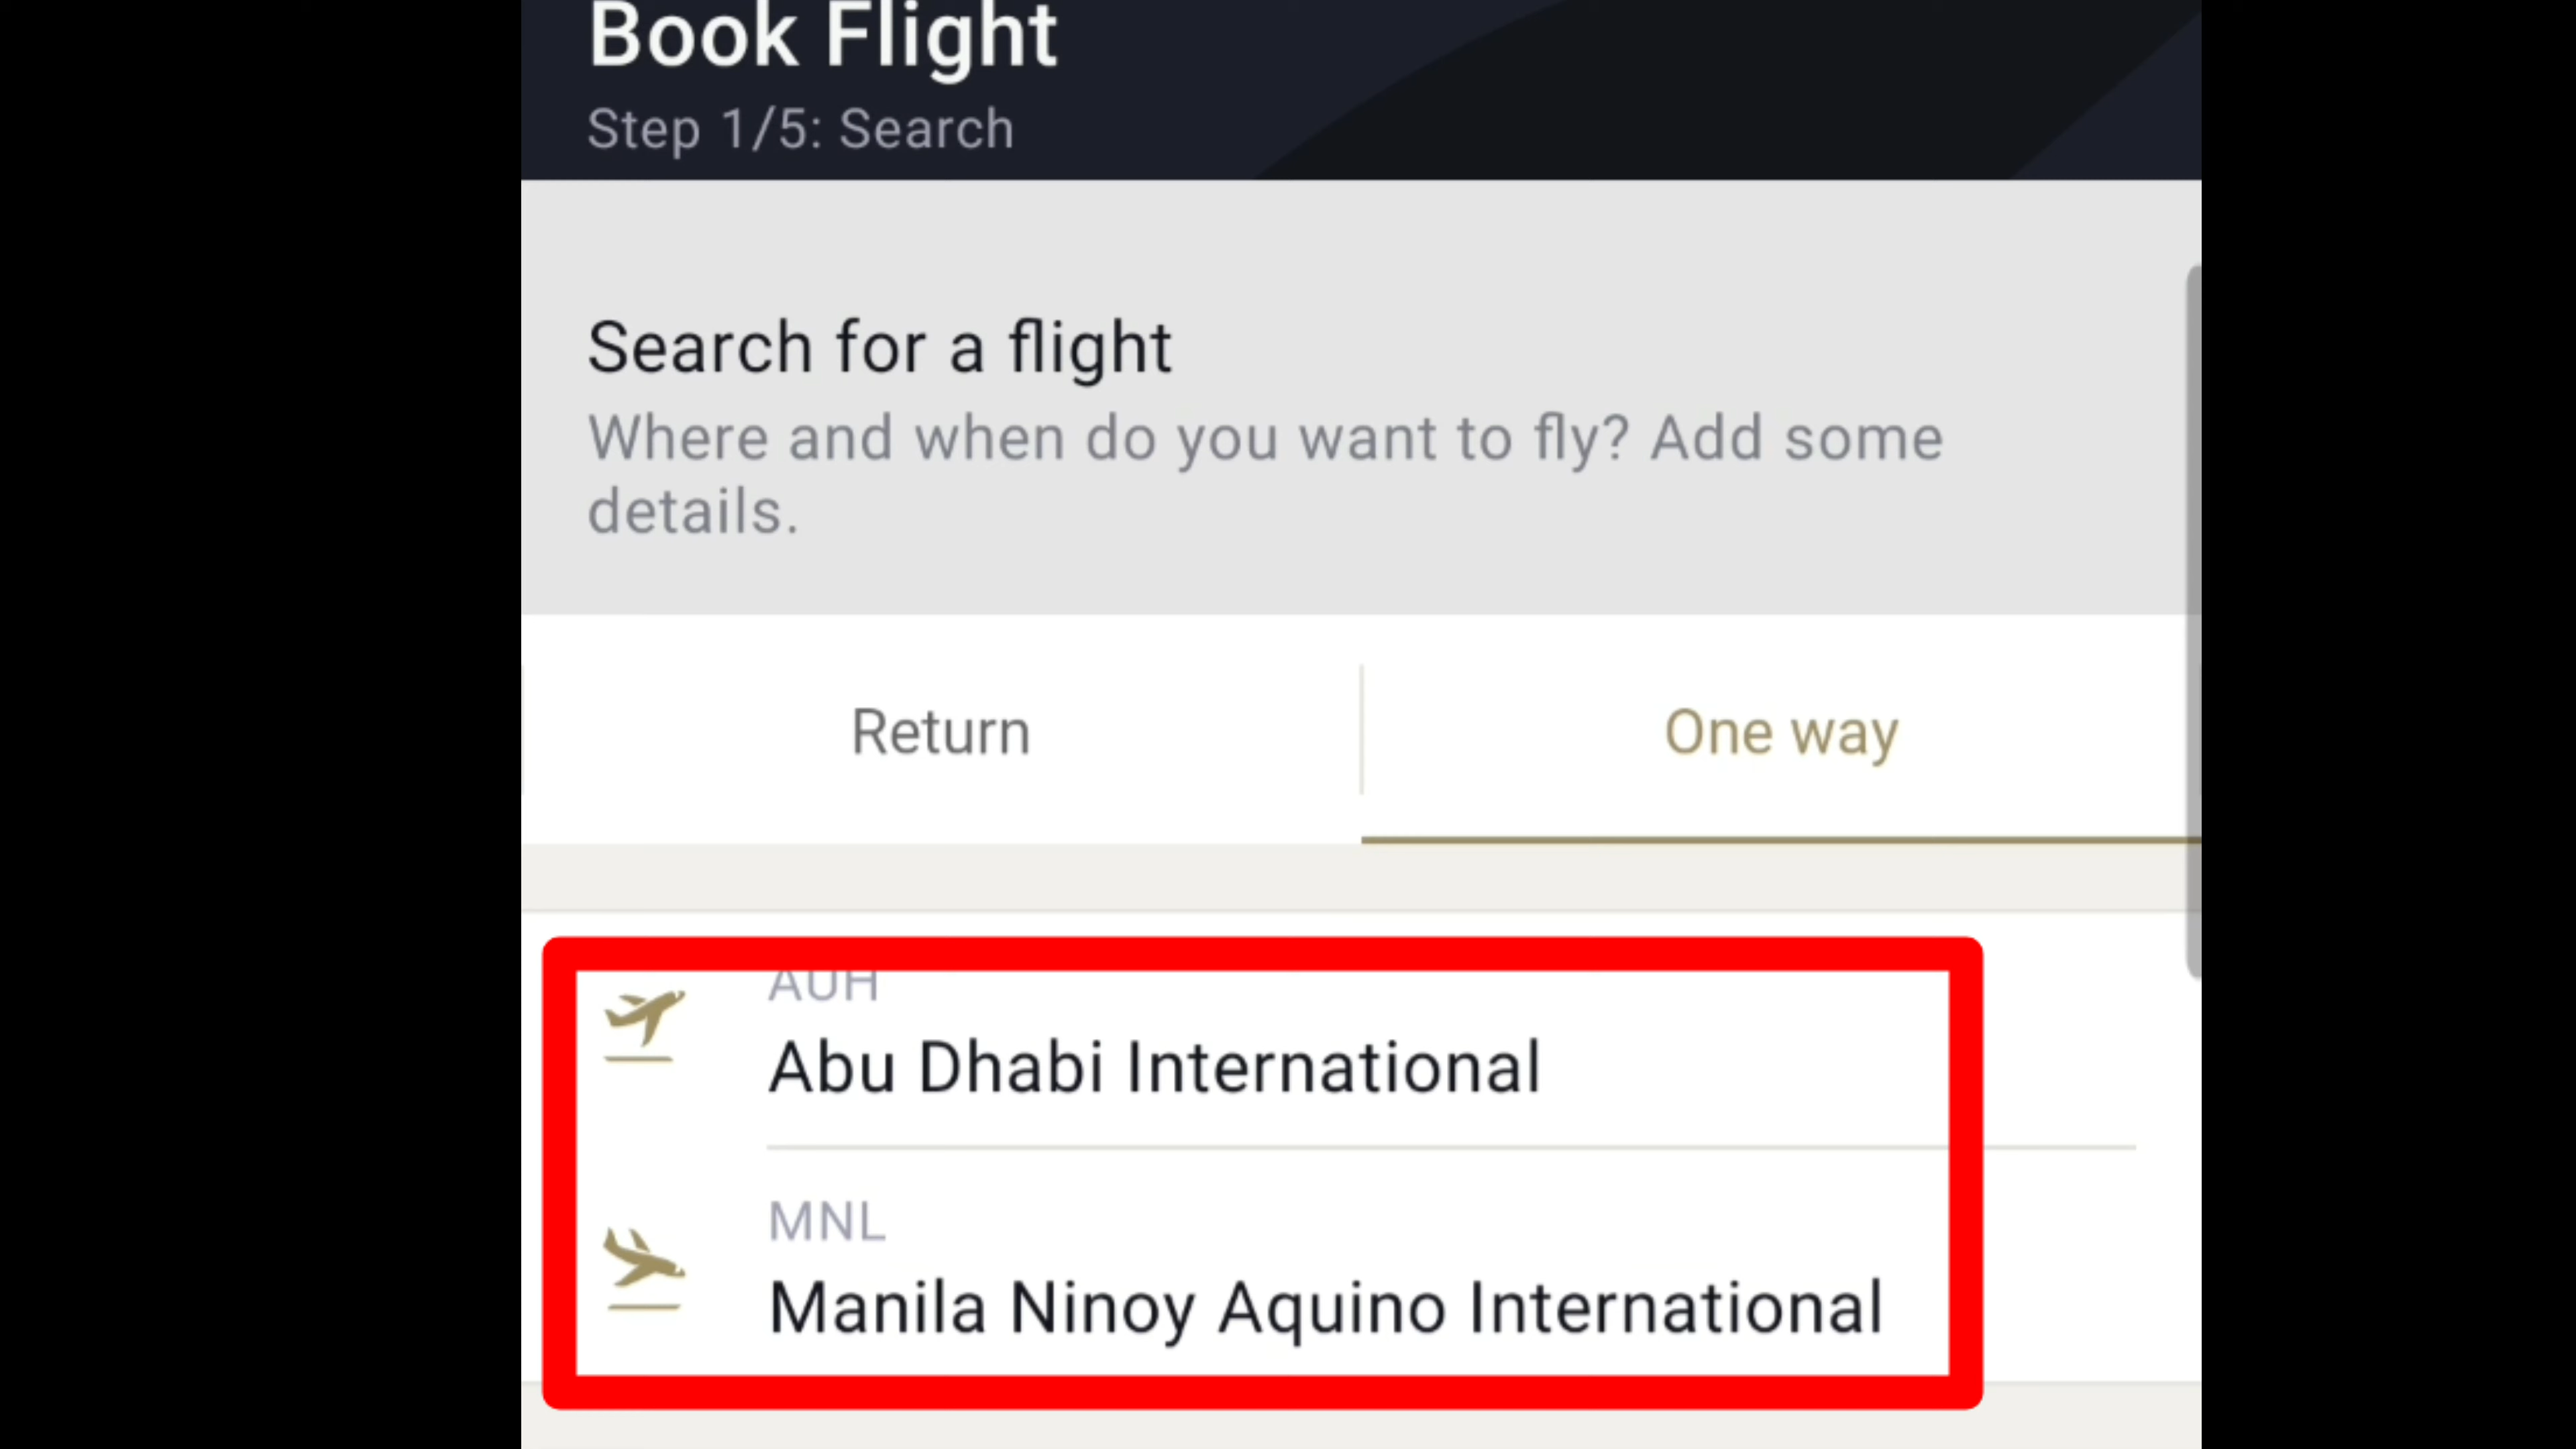 Book Flight
Step 1/5: Search
Search for a flight
Where and when do you want to fly? Add some
details.
Return
One way
AUH
Abu Dhabi International
MNL
Manila Ninoy Aquino International